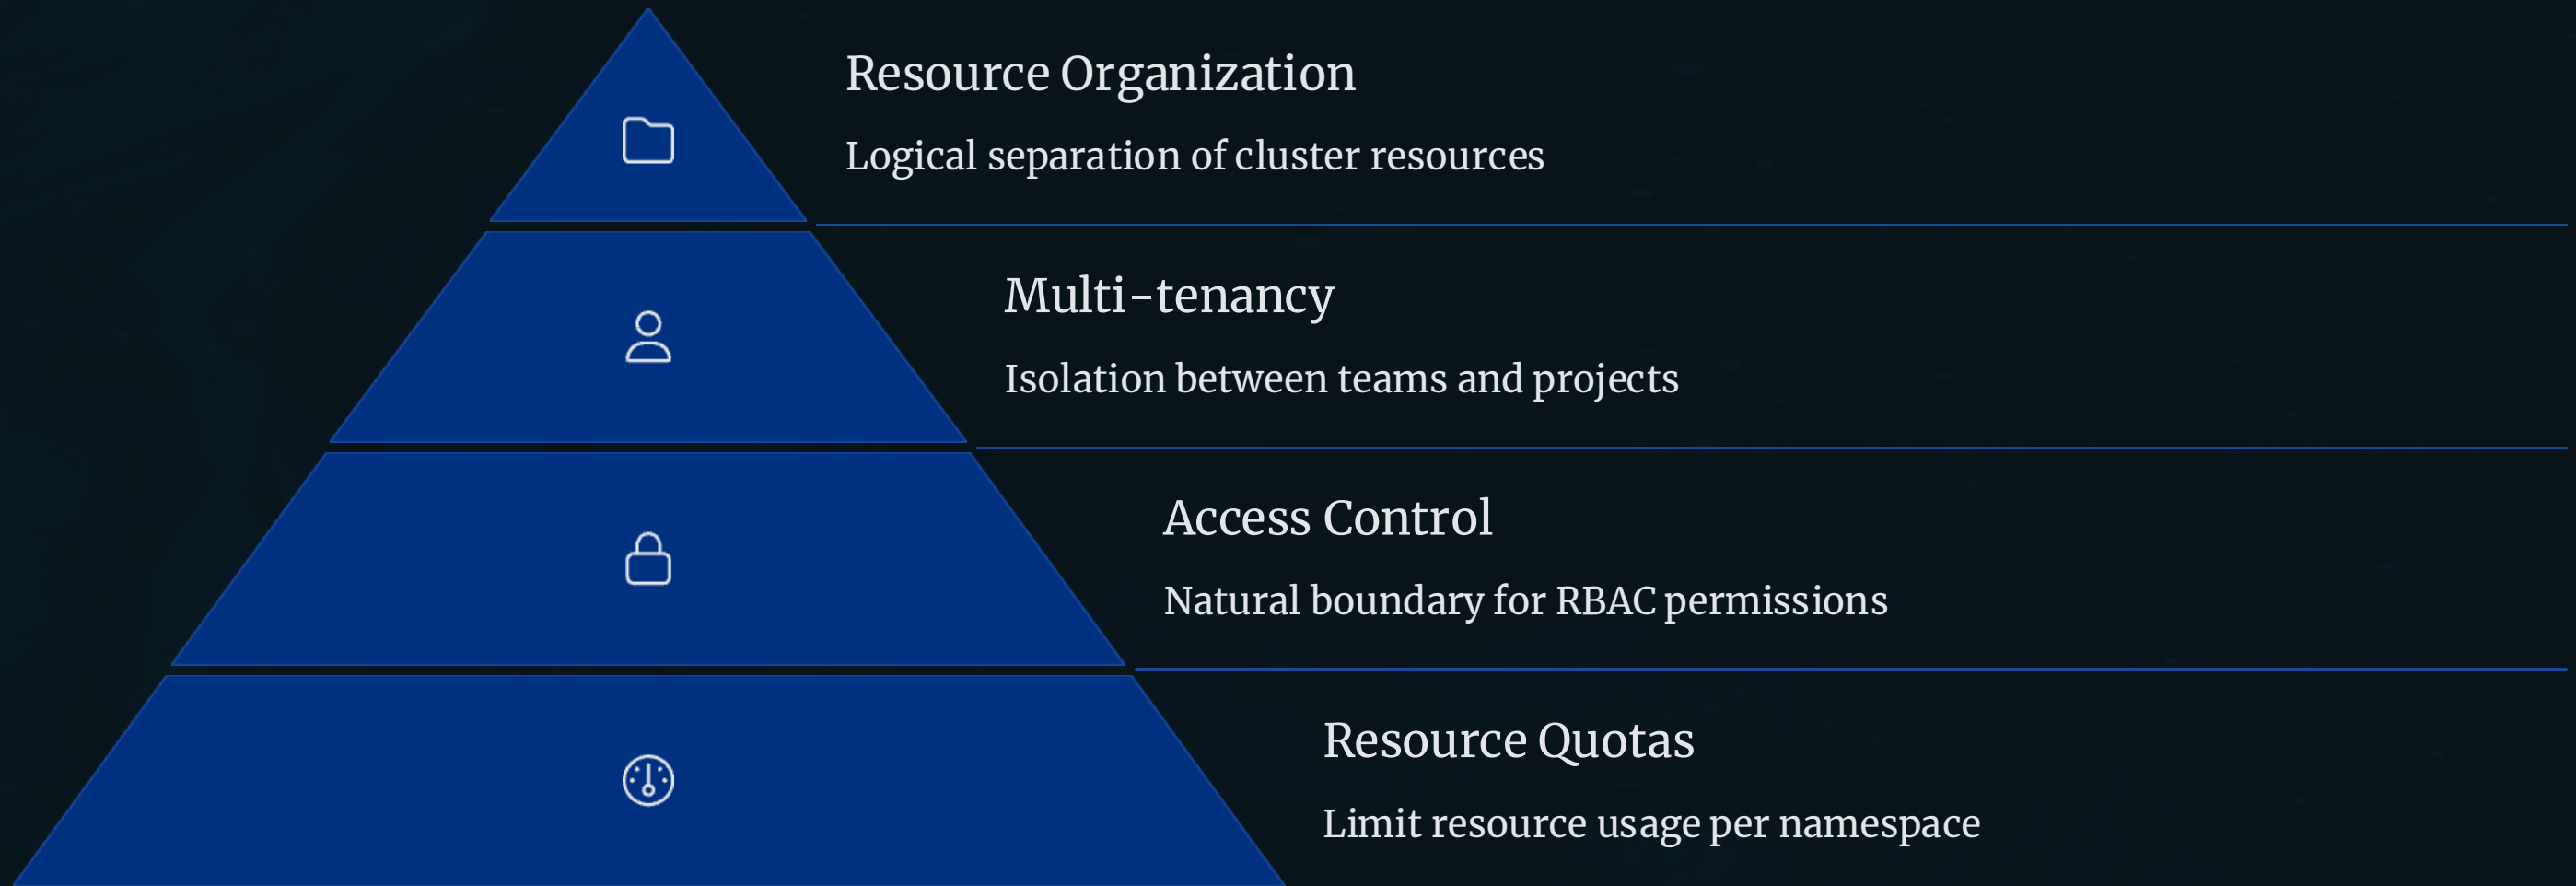 Resource Organization
Logical separation of cluster resources
Multi-tenancy
Isolation between teams and projects
Access Control
Natural boundary for RBAC permissions
Resource Quotas
Limit resource usage per namespace